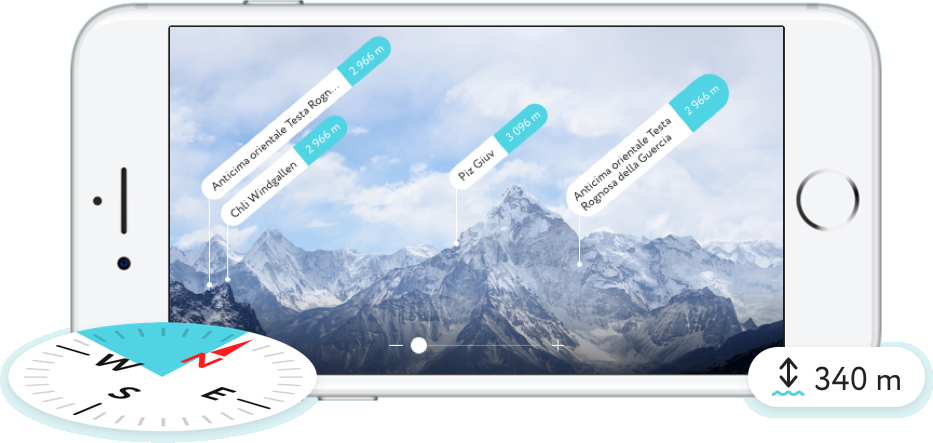 Anticima orientale Testa Rogn... 2 966 m
Chli Windgallen 2 966 m
Piz Giuv 3 096 m
Anticima orientale Testa
Rognosa della Guercia
2 966 m
W N
S E
340 m